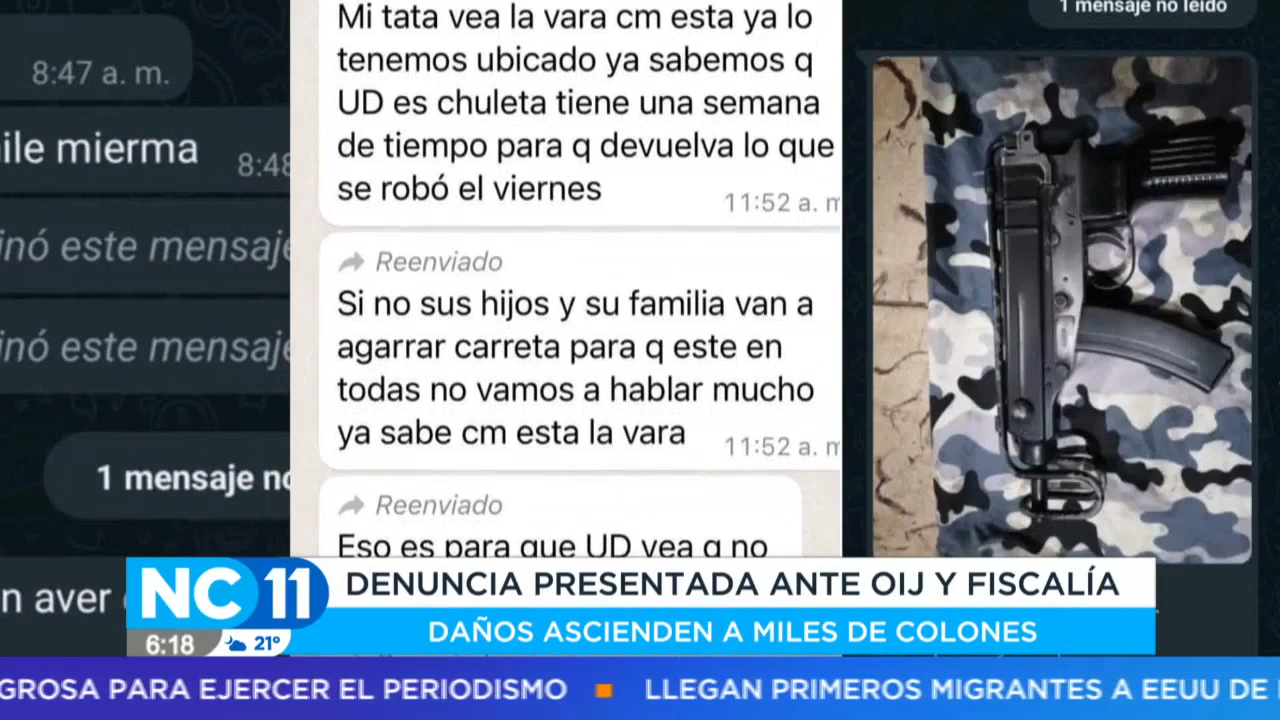 8:47 a. m.
ile mierma
8:48
inó este mensaje
inó este mensaje
1 mensaje no
n aver
Mi tata vea la vara cm esta ya lo
tenemos ubicado ya sabemos q
UD es chuleta tiene una semana
de tiempo para q devuelva lo que
se robó el viernes
11:52 a. m
Reenviado
Si no sus hijos y su familia van a
agarrar carreta para q este en
todas no vamos a hablar mucho
ya sabe cm esta la vara
11:52 a. m
Reenviado
Eso es para que UD vea q no
1 mensaje no leído
NC 11
DENUNCIA PRESENTADA ANTE OIJ Y FISCALÍA
DAÑOS ASCIENDEN A MILES DE COLONES
6:18
21°
GROSA PARA EJERCER EL PERIODISMO ■ LLEGAN PRIMEROS MIGRANTES A EEUU DE